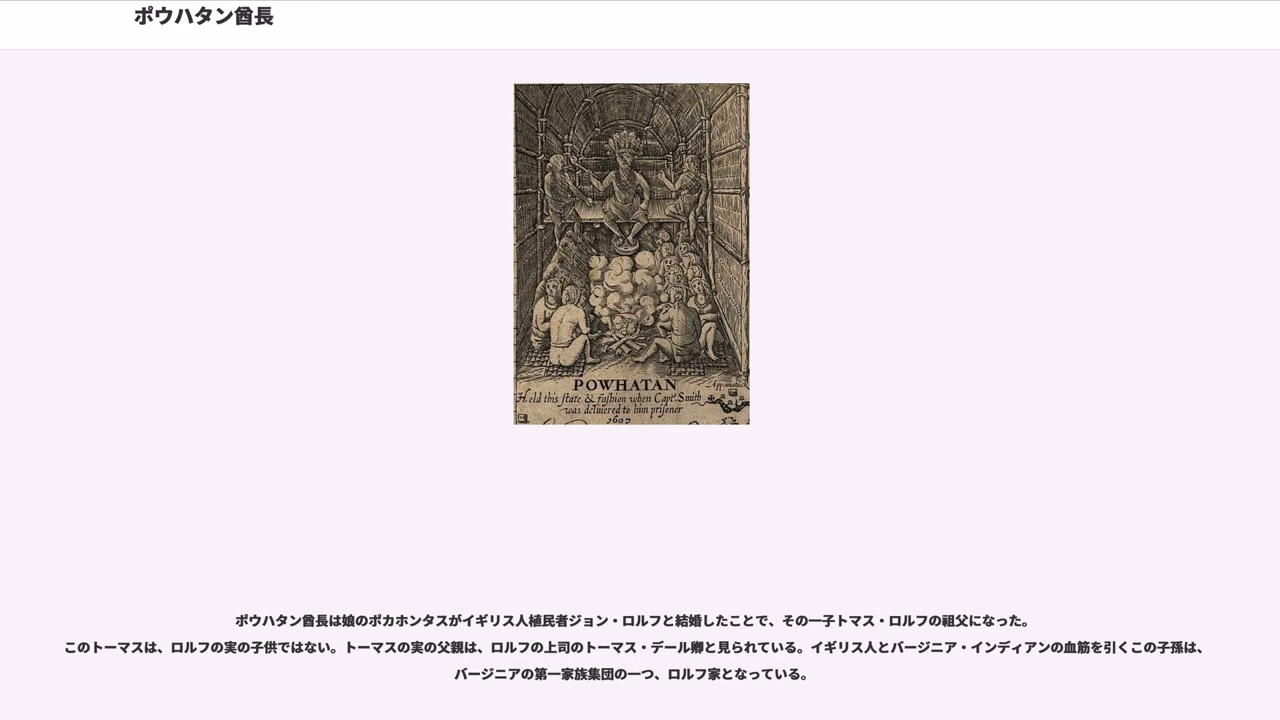 ポウハタン酋長
POWHATAN
Held this state & fashion when Capt. Smith
was deliuered to him prisoner
1607
ポウハタン酋長は娘のポカホンタスがイギリス人植民者ジョン・ロルフと結婚したことで、その一子トマス・ロルフの祖父になった。
このトーマスは、ロルフの実の子供ではない。トーマスの実の父親は、ロルフの上司のトーマス・デール卿と見られている。イギリス人とバージニア・インディアンの血筋を引くこの子孫は、
バージニアの第一家族集団の一つ、ロルフ家となっている。